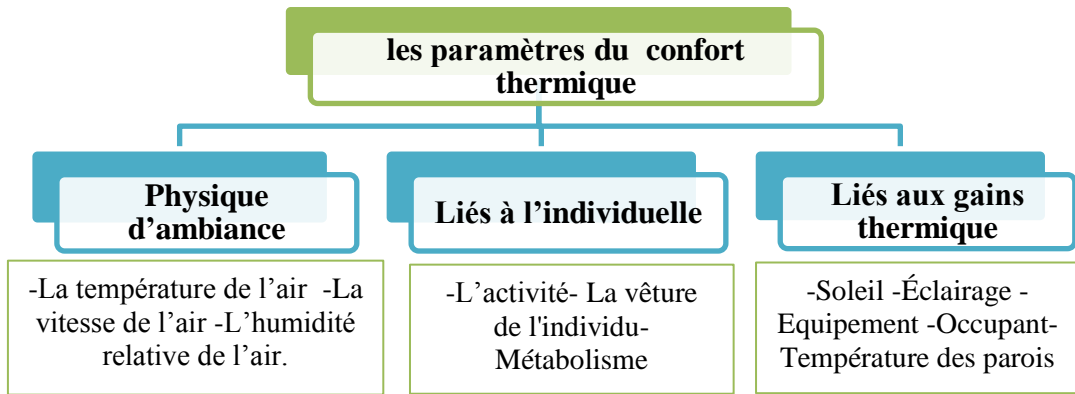 les paramètres du confort
thermique
Physique
d’ambiance
Liés à l’individuelle
Liés aux gains
thermique
-La température de l’air -La
vitesse de l’air -L’humidité
relative de l’air.
-L’activité- La vêture
de l'individu-
Métabolisme
-Soleil -Éclairage -
Equipement -Occupant-
Température des parois